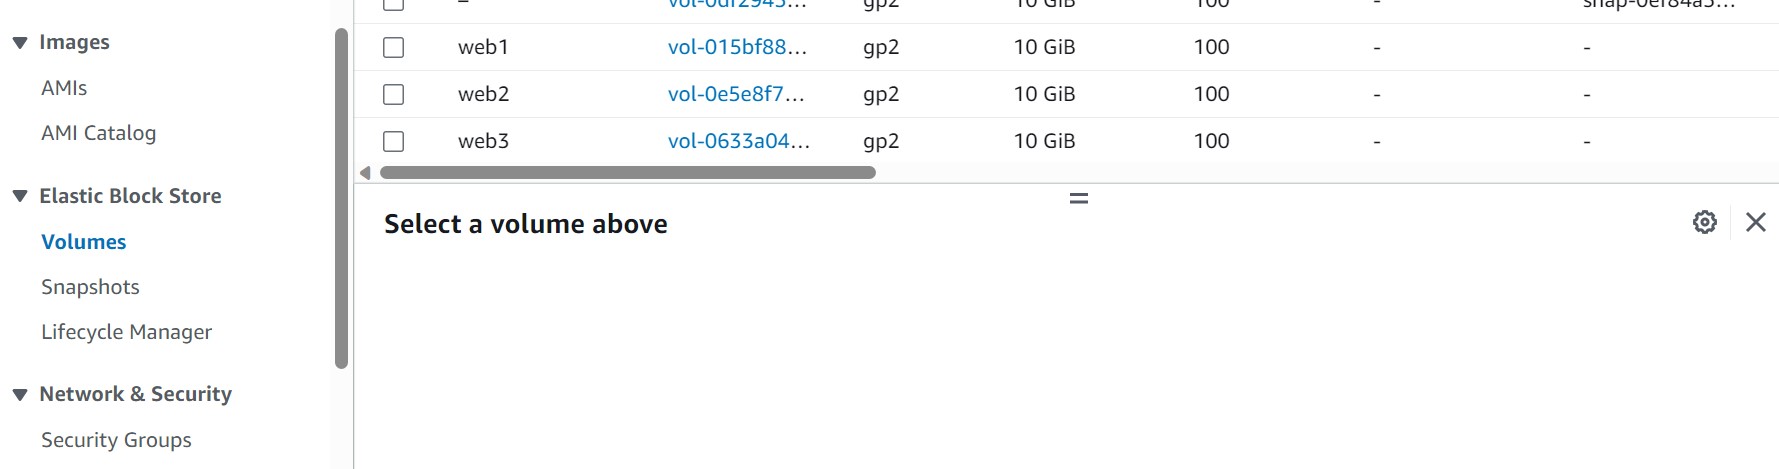 Images
AMIs
AMI Catalog
Elastic Block Store
Volumes
Snapshots
Lifecycle Manager
Network & Security
Security Groups
– vol-0df2945... gp2 10 GiB 100 - snap-0ef84a5...
web1 vol-015bf88... gp2 10 GiB 100 - -
web2 vol-0e5e8f7... gp2 10 GiB 100 - -
web3 vol-0633a04... gp2 10 GiB 100 - -
Select a volume above